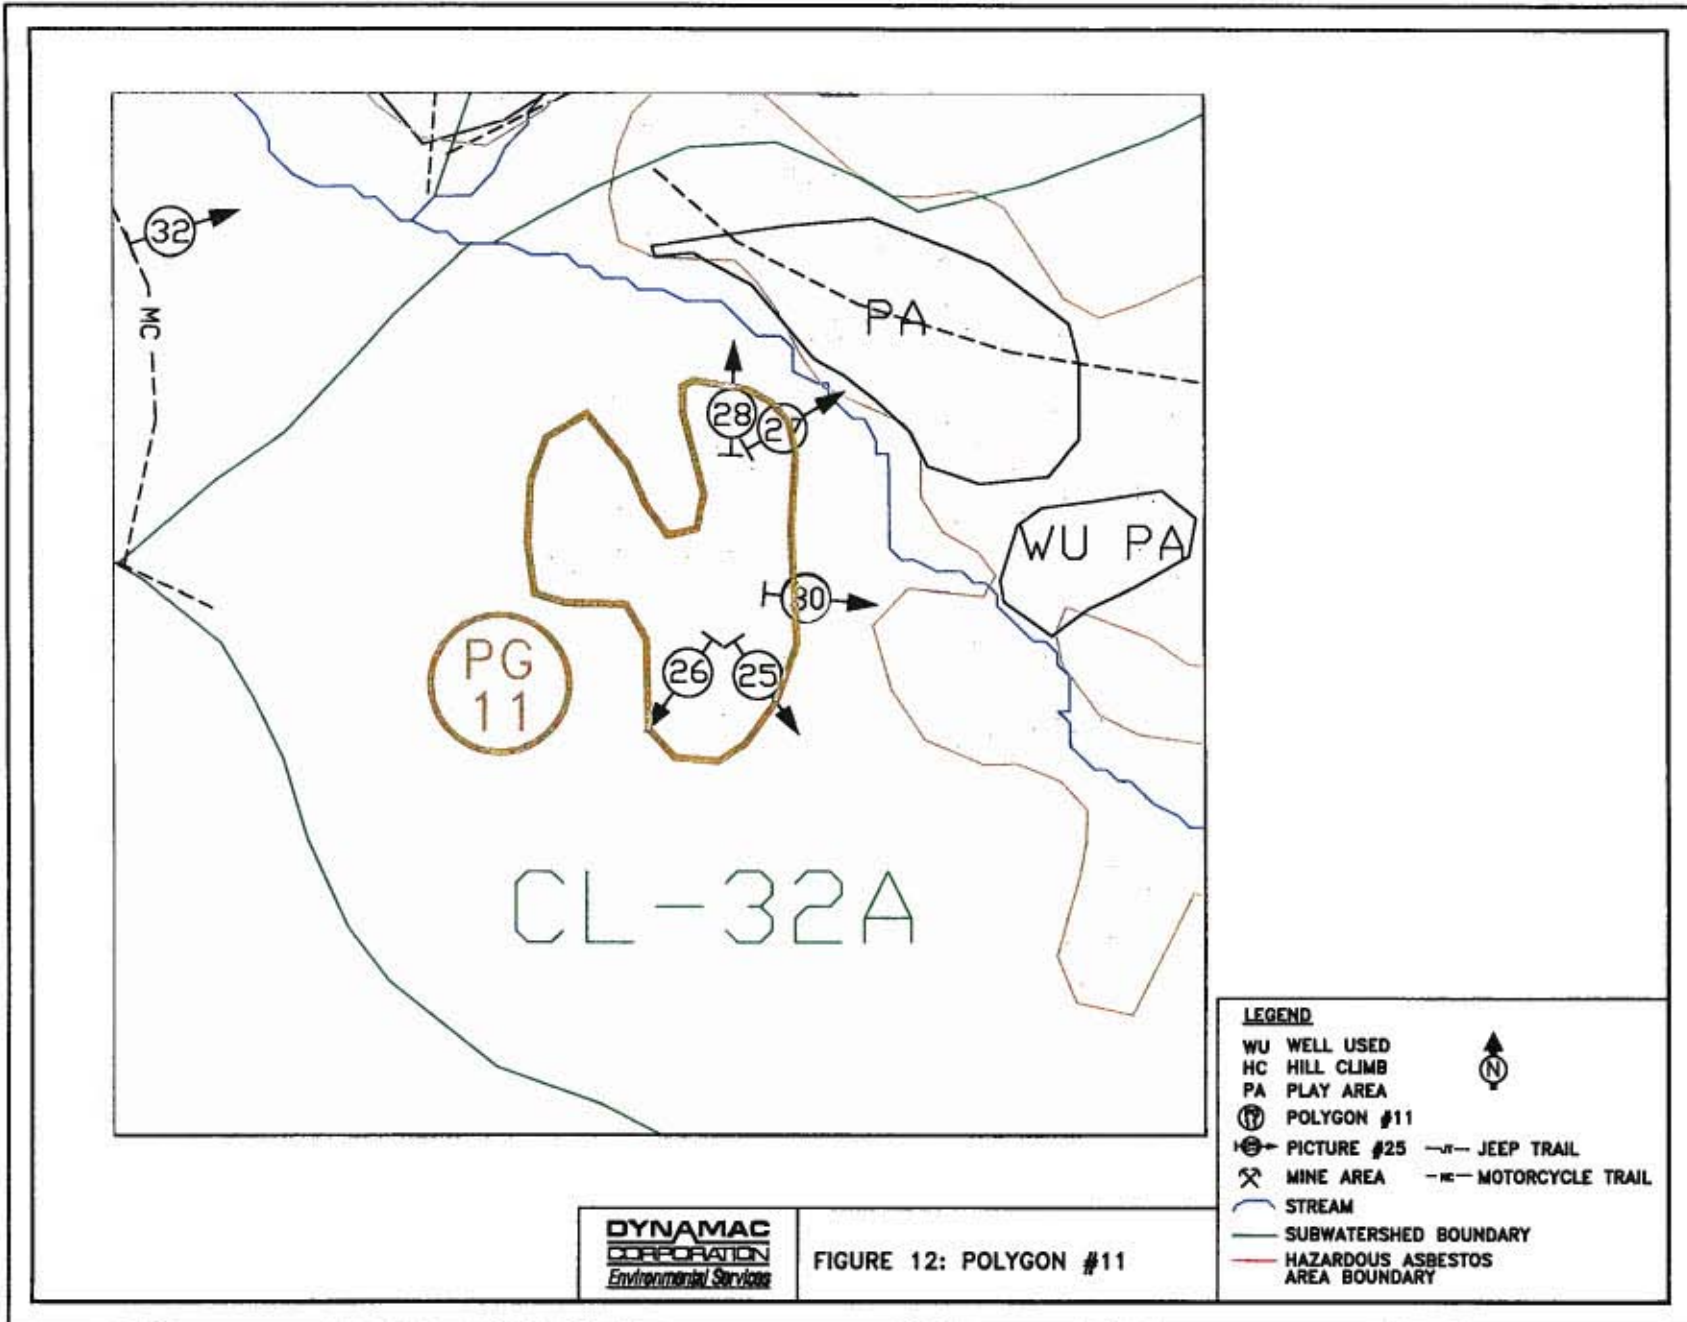 32
MC
PA
28
27
WU PA
30
26
25
PG
11
CL-32A
LEGEND
WU WELL USED
HC HILL CLIMB
PA PLAY AREA
N
POLYGON #11
PICTURE #25
JEEP TRAIL
MINE AREA
MC MOTORCYCLE TRAIL
STREAM
SUBWATERSHED BOUNDARY
HAZARDOUS ASBESTOS
AREA BOUNDARY
DYNAMAC
CORPORATION
Environmental Services
FIGURE 12: POLYGON #11